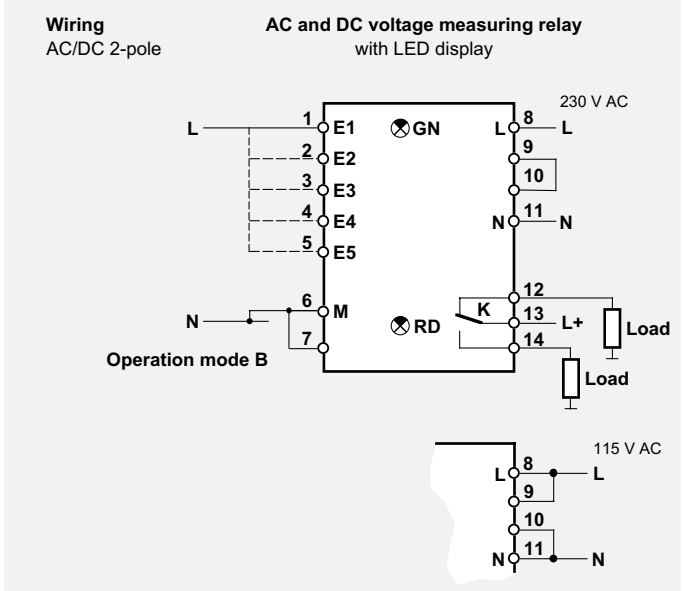 Wiring AC and DC voltage measuring relay
AC/DC 2-pole with LED display
230 V AC
L 1 E1 GN L 8 L
2 E2 9
3 E3 10
4 E4 N 11 N
5 E5
12
6 M K 13 L+ Load
N RD
7 14
Operation mode B
Load
115 V AC
L 8 L
9
10
N 11 N